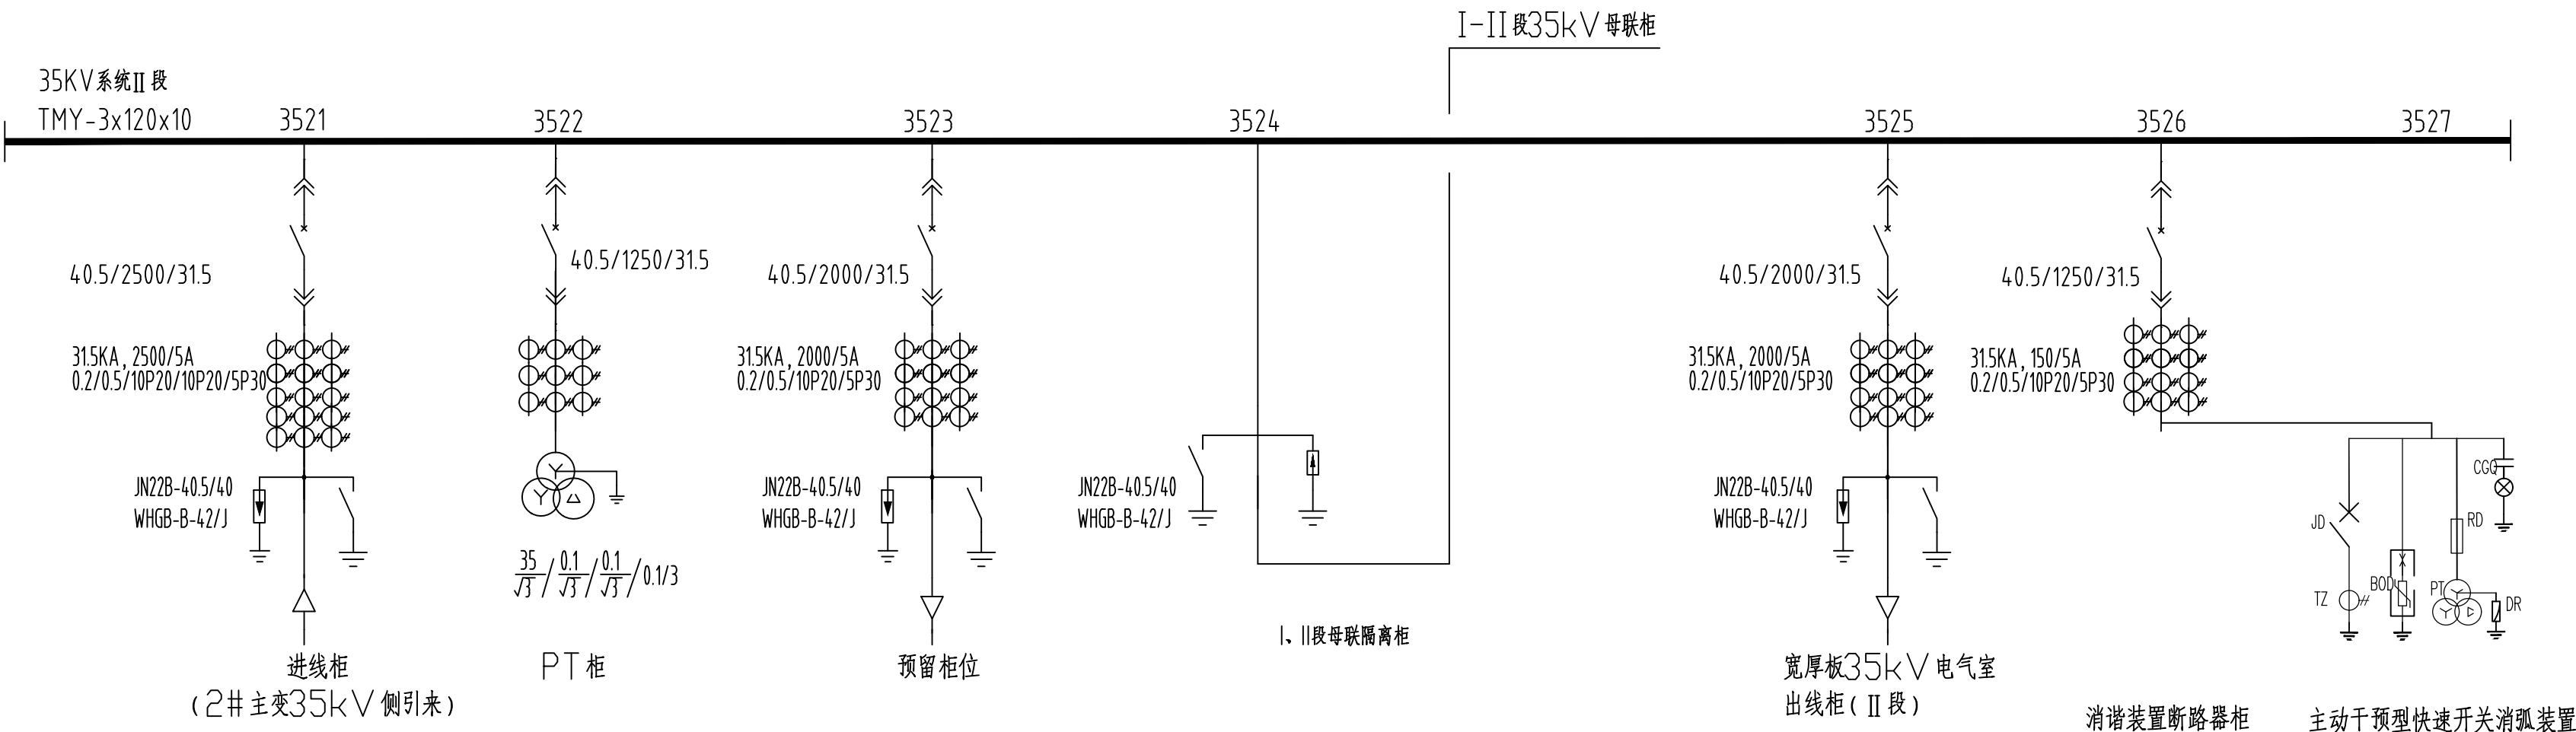 I-II段35kV母联柜
35KV系统Ⅱ段
TMY-3x120x10
3521
3522
3523
3524
3525
3526
3527
40.5/2500/31.5
40.5/1250/31.5
40.5/2000/31.5
40.5/2000/31.5
40.5/1250/31.5
31.5KA, 2500/5A
0.2/0.5/10P20/10P20/5P30
31.5KA, 2000/5A
0.2/0.5/10P20/5P30
31.5KA, 2000/5A
0.2/0.5/10P20/5P30
31.5KA, 150/5A
0.2/0.5/10P20/5P30
JN22B-40.5/40
WHGB-B-42/J
JN22B-40.5/40
WHGB-B-42/J
JN22B-40.5/40
WHGB-B-42/J
JN22B-40.5/40
WHGB-B-42/J
CGQ
JD
RD
BOD
PT
TZ
DR
35/√3/0.1/√3/0.1/√3/0.1/3
I、II段母联隔离柜
进线柜
(2#主变35kV侧引来)
PT柜
预留柜位
宽厚板35kV电气室
出线柜(Ⅱ段)
消谐装置断路器柜
主动干预型快速开关消弧装置